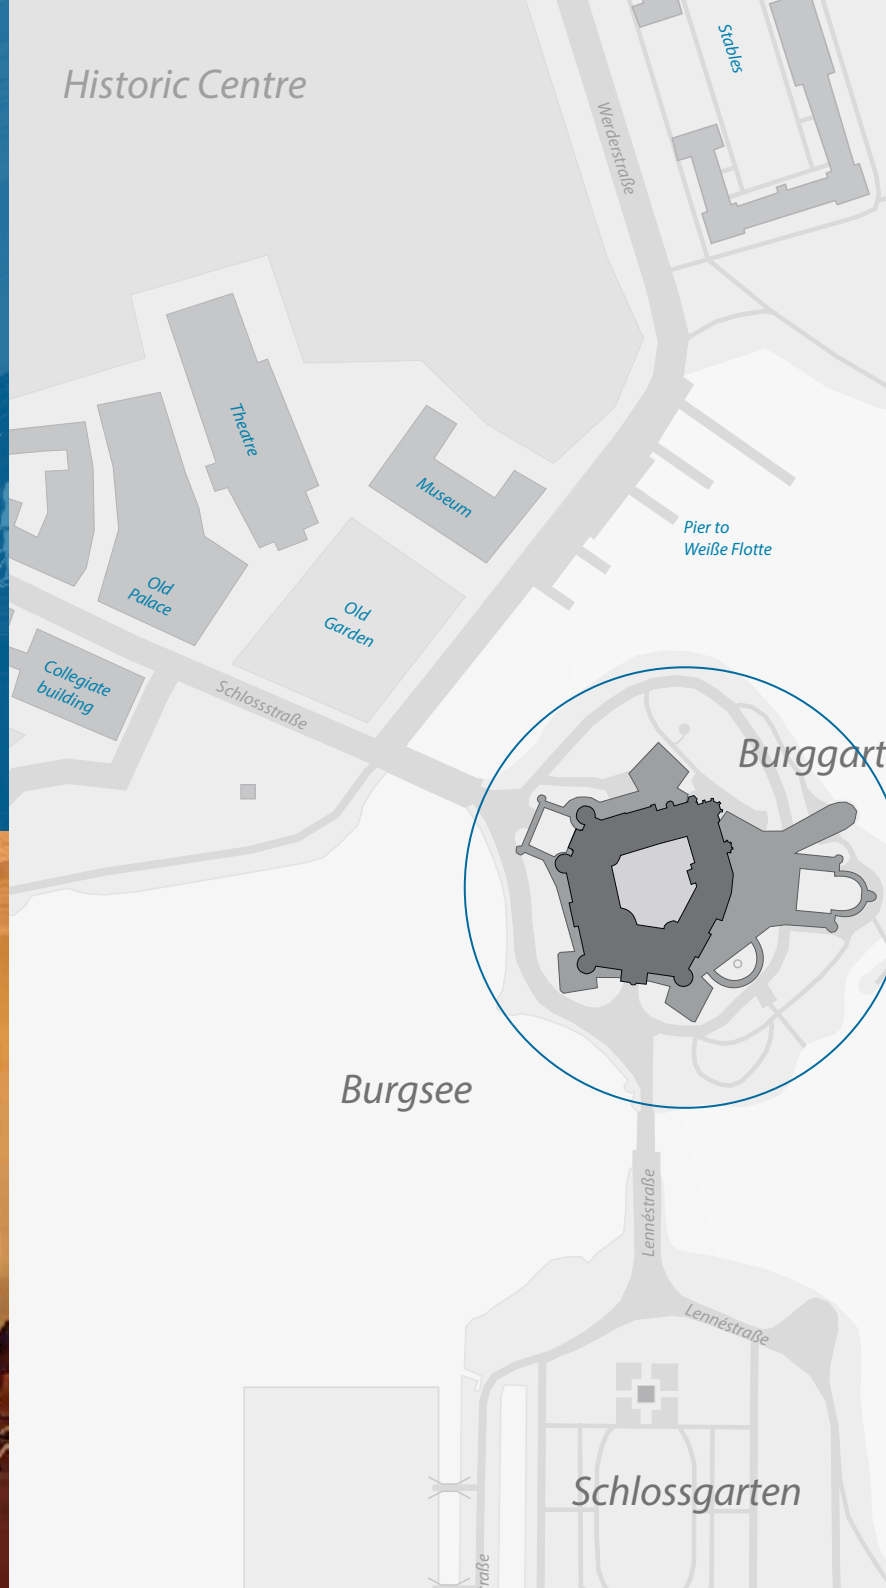 Stables
Historic Centre
Werderstraße
Theatre
Museum
Pier to
Weiße Flotte
Old
Palace
Old
Garden
Collegiate
building
Schlossstraße
Burggart
Burgsee
Lennéstraße
Lennéstraße
Schlossgarten
raße